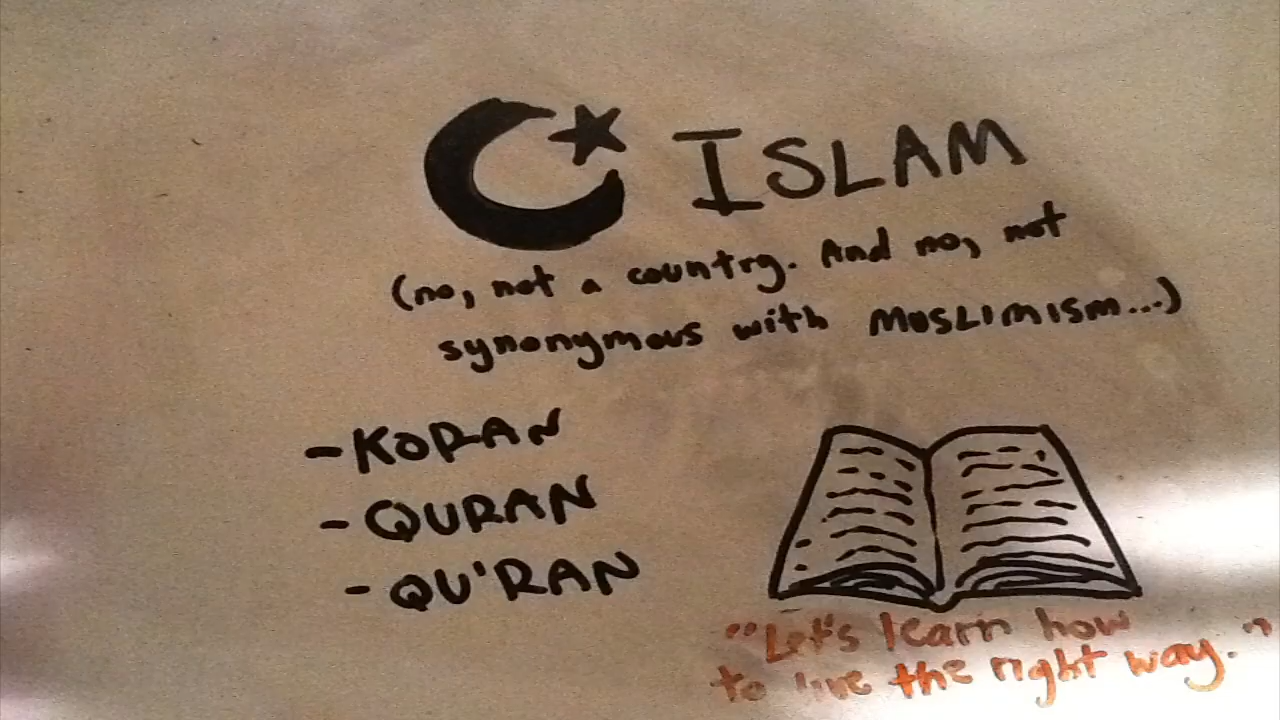 ISLAM
(no, not a country. And no, not
synonymous with MUSLIMISM...)
-KORAN
-QURAN
-QU'RAN
"Let's learn how
to live the right way."